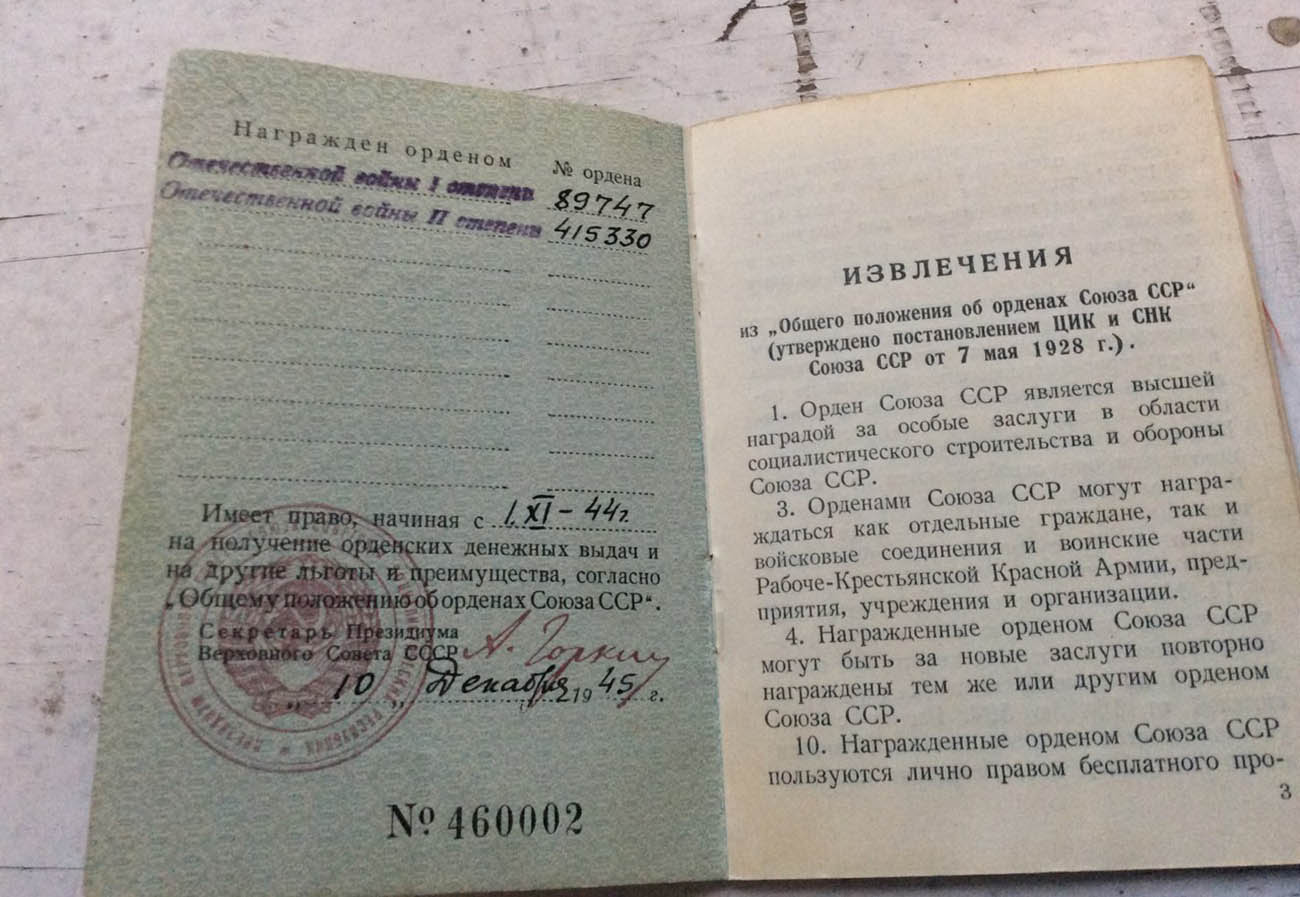 Награжден орденом
№ ордена
Отечественной войны I степени 89747
Отечественной войны II степени 415330
Имеет право, начиная с 1.XI-44г.
на получение орденских денежных выдач и
на другие льготы и преимущества, согласно
„Общему положению об орденах Союза ССР“.
Секретарь Президиума
Верховного Совета СССР А. Горкин
„10„ Декабря 1945 г.
№ 460002
ИЗВЛЕЧЕНИЯ
из „Общего положения об орденах Союза ССР“
(утверждено постановлением ЦИК и СНК
Союза ССР от 7 мая 1928 г.).
1. Орден Союза ССР является высшей
наградой за особые заслуги в области
социалистического строительства и обороны
Союза ССР.
3. Орденами Союза ССР могут награ-
ждаться как отдельные граждане, так и
войсковые соединения и воинские части
Рабоче-Крестьянской Красной Армии, пред-
приятия, учреждения и организации.
4. Награжденные орденом Союза ССР
могут быть за новые заслуги повторно
награждены тем же или другим орденом
Союза ССР.
10. Награжденные орденом Союза ССР
пользуются лично правом бесплатного про-
3